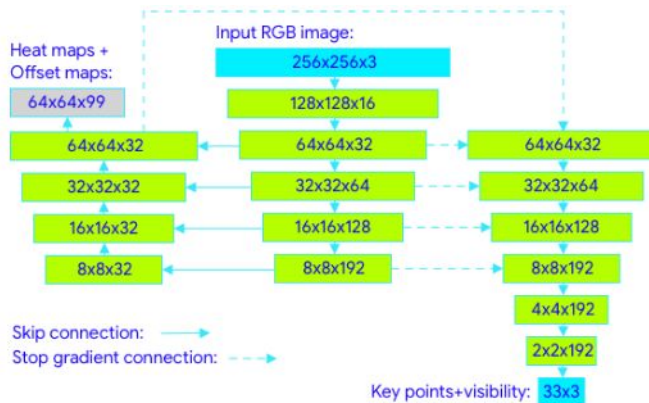 Input RGB image:
256x256x3
Heat maps +
Offset maps:
64x64x99
128x128x16
64x64x32
64x64x32
64x64x32
32x32x32
32x32x64
32x32x64
16x16x32
16x16x128
16x16x128
8x8x32
8x8x192
8x8x192
4x4x192
2x2x192
Skip connection:
Stop gradient connection:
Key points+visibility:
33x3